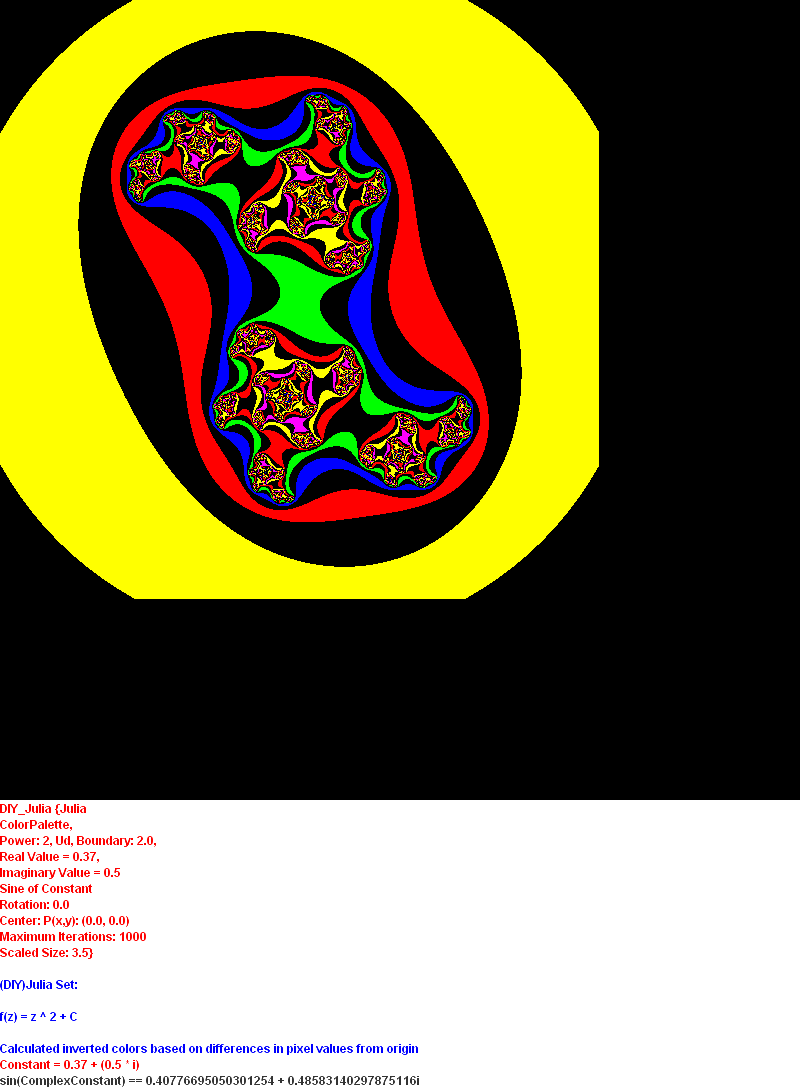 DIY_Julia {Julia
ColorPalette,
Power: 2, Ud, Boundary: 2.0,
Real Value = 0.37,
Imaginary Value = 0.5
Sine of Constant
Rotation: 0.0
Center: P(x,y): (0.0, 0.0)
Maximum Iterations: 1000
Scaled Size: 3.5}
(DIY)Julia Set:
f(z) = z ^ 2 + C
Calculated inverted colors based on differences in pixel values from origin
Constant = 0.37 + (0.5 * i)
sin(ComplexConstant) == 0.40776695050301254 + 0.48583140297875116i